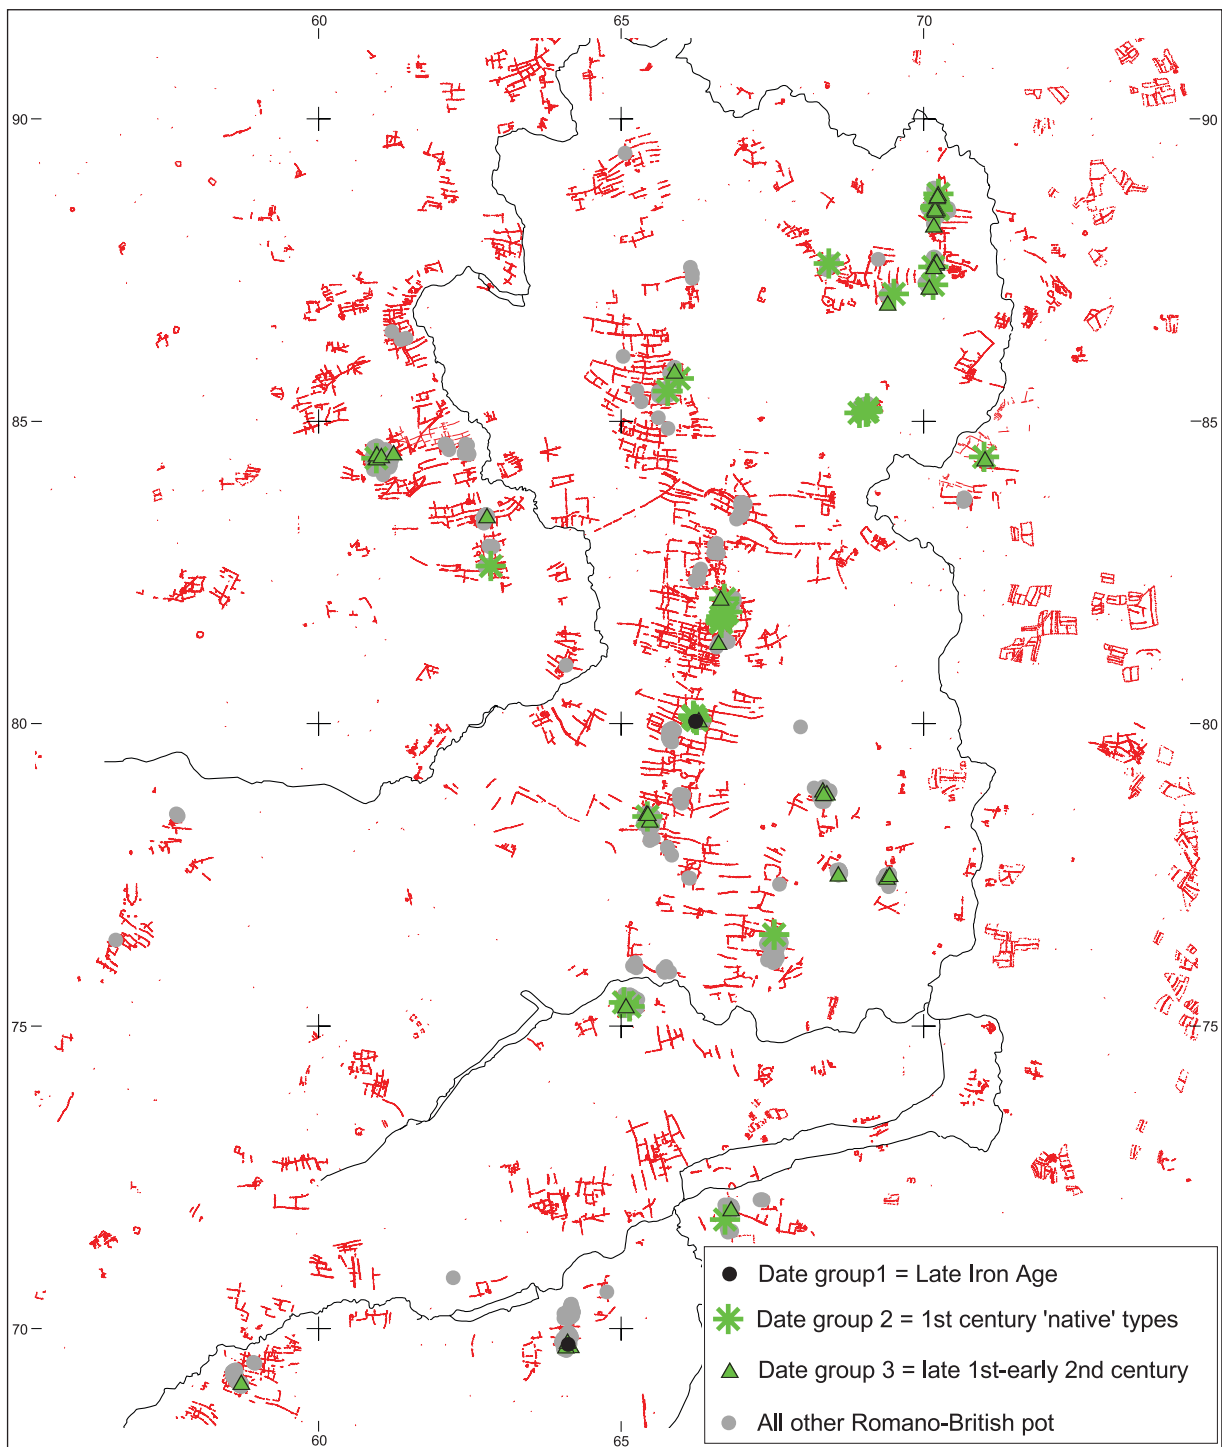 60 65 70
90 90
85 85
80 80
75 75
70
Date group1 = Late Iron Age
Date group 2 = 1st century 'native' types
Date group 3 = late 1st-early 2nd century
All other Romano-British pot
60 65